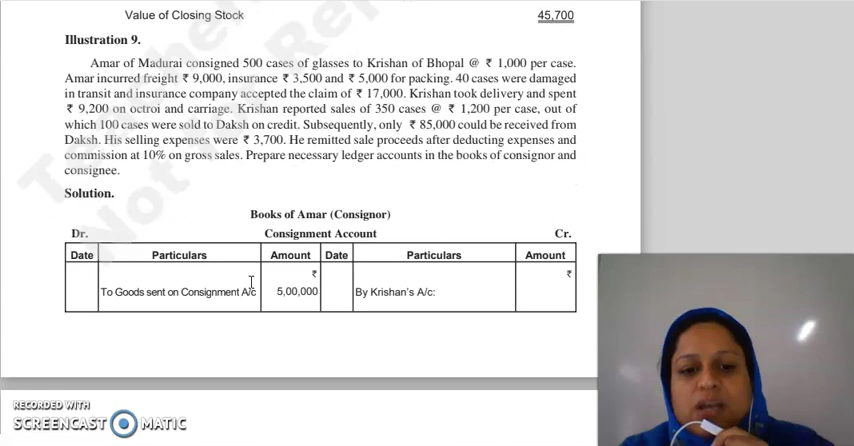 Value of Closing Stock 45,700
Illustration 9.
Amar of Madurai consigned 500 cases of glasses to Krishan of Bhopal @ ₹ 1,000 per case.
Amar incurred freight ₹ 9,000, insurance ₹ 3,500 and ₹ 5,000 for packing. 40 cases were damaged
in transit and insurance company accepted the claim of ₹ 17,000. Krishan took delivery and spent
₹ 9,200 on octroi and carriage. Krishan reported sales of 350 cases @ ₹ 1,200 per case, out of
which 100 cases were sold to Daksh on credit. Subsequently, only ₹ 85,000 could be received from
Daksh. His selling expenses were ₹ 3,700. He remitted sale proceeds after deducting expenses and
commission at 10% on gross sales. Prepare necessary ledger accounts in the books of consignor and
consignee.
Solution.
Books of Amar (Consignor)
Dr. Consignment Account Cr.
Date Particulars Amount Date Particulars Amount
₹ ₹
To Goods sent on Consignment A/c 5,00,000 By Krishan's A/c:
RECORDED WITH
SCREENCAST MATIC